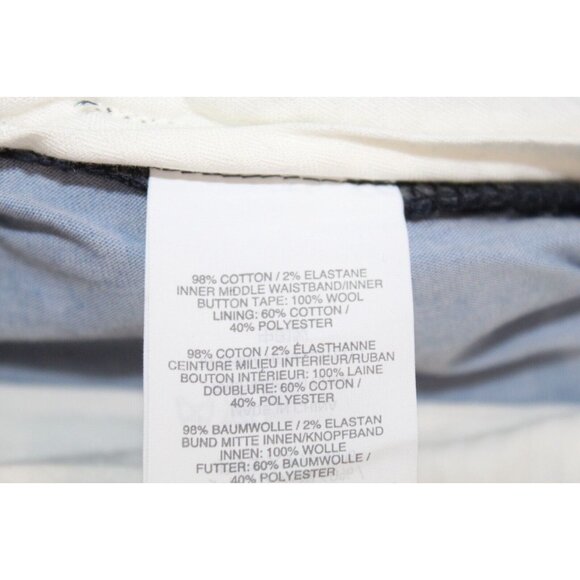 98% COTTON / 2% ELASTANE
INNER MIDDLE WAISTBAND/INNER
BUTTON TAPE: 100% WOOL
LINING: 60% COTTON /
40% POLYESTER
98% COTON / 2% ÉLASTHANNE
CEINTURE MILIEU INTÉRIEUR/RUBAN
BOUTON INTÉRIEUR: 100% LAINE
DOUBLURE: 60% COTON /
40% POLYESTER
98% BAUMWOLLE / 2% ELASTAN
BUND MITTE INNEN/KNOPFBAND
INNEN: 100% WOLLE
FUTTER: 60% BAUMWOLLE /
40% POLYESTER